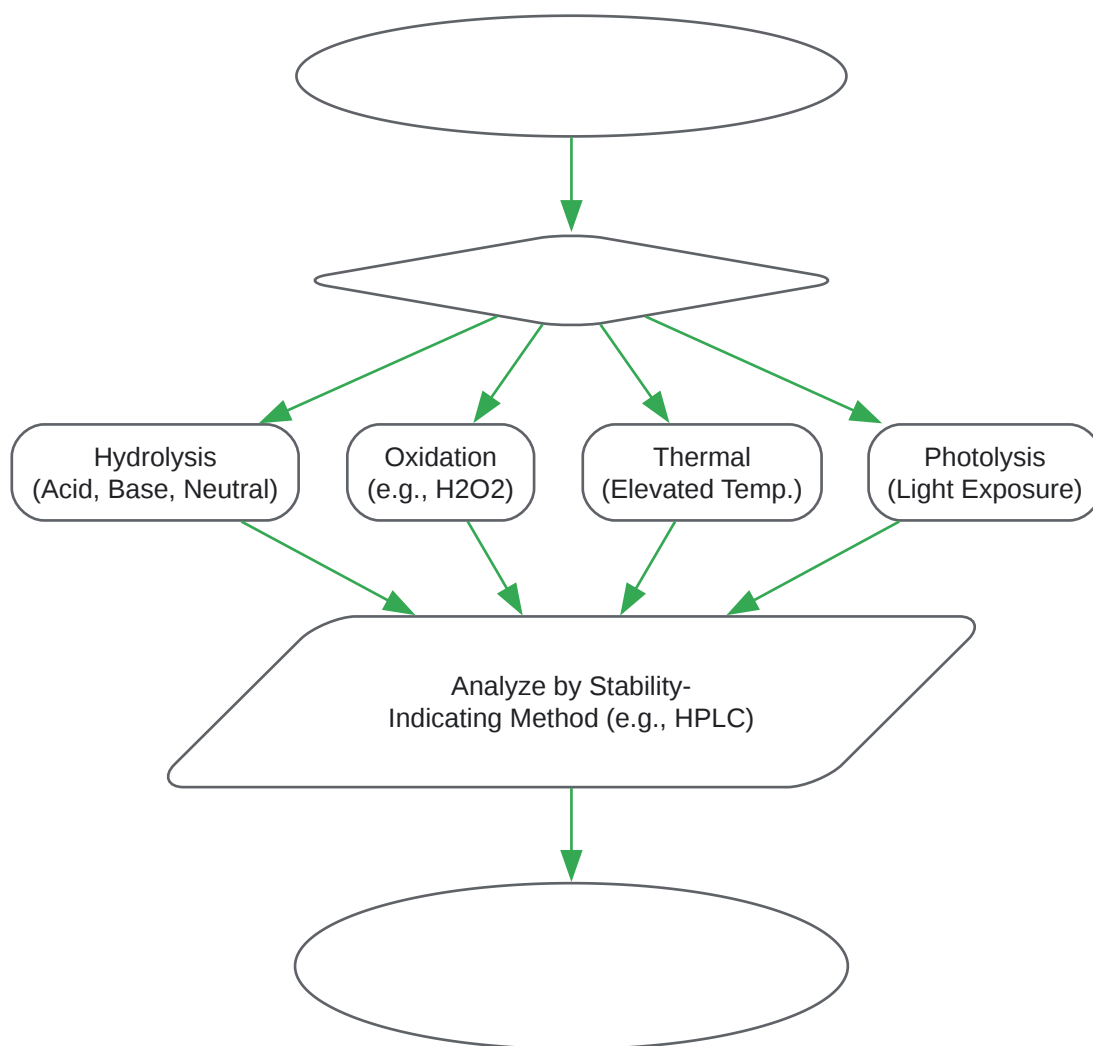 Hydrolysis
(Acid, Base, Neutral)
Oxidation
(e.g., H2O2)
Thermal
(Elevated Temp.)
Photolysis
(Light Exposure)
Analyze by Stability-
Indicating Method (e.g., HPLC)